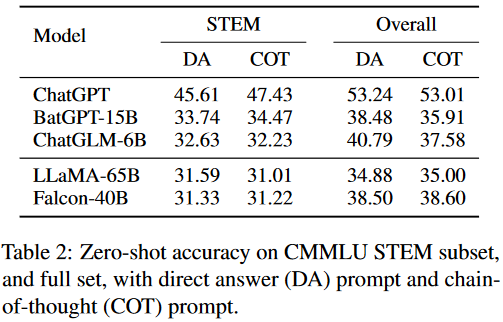 Model STEM Overall
DA COT DA COT
ChatGPT 45.61 47.43 53.24 53.01
BatGPT-15B 33.74 34.47 38.48 35.91
ChatGLM-6B 32.63 32.23 40.79 37.58
LLaMA-65B 31.59 31.01 34.88 35.00
Falcon-40B 31.33 31.22 38.50 38.60
Table 2: Zero-shot accuracy on CMMLU STEM subset,
and full set, with direct answer (DA) prompt and chain-
of-thought (COT) prompt.